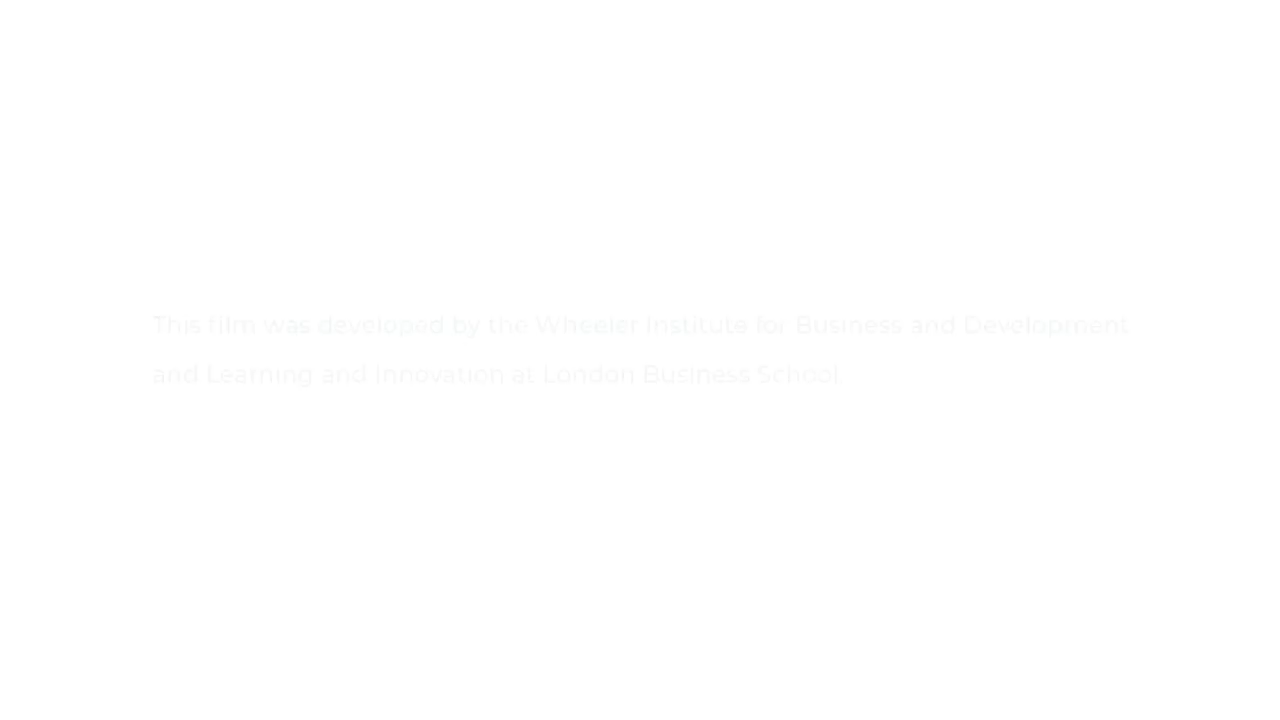 This film was developed by the Wheeler Institute for Business and Development
and Learning and Innovation at London Business School.